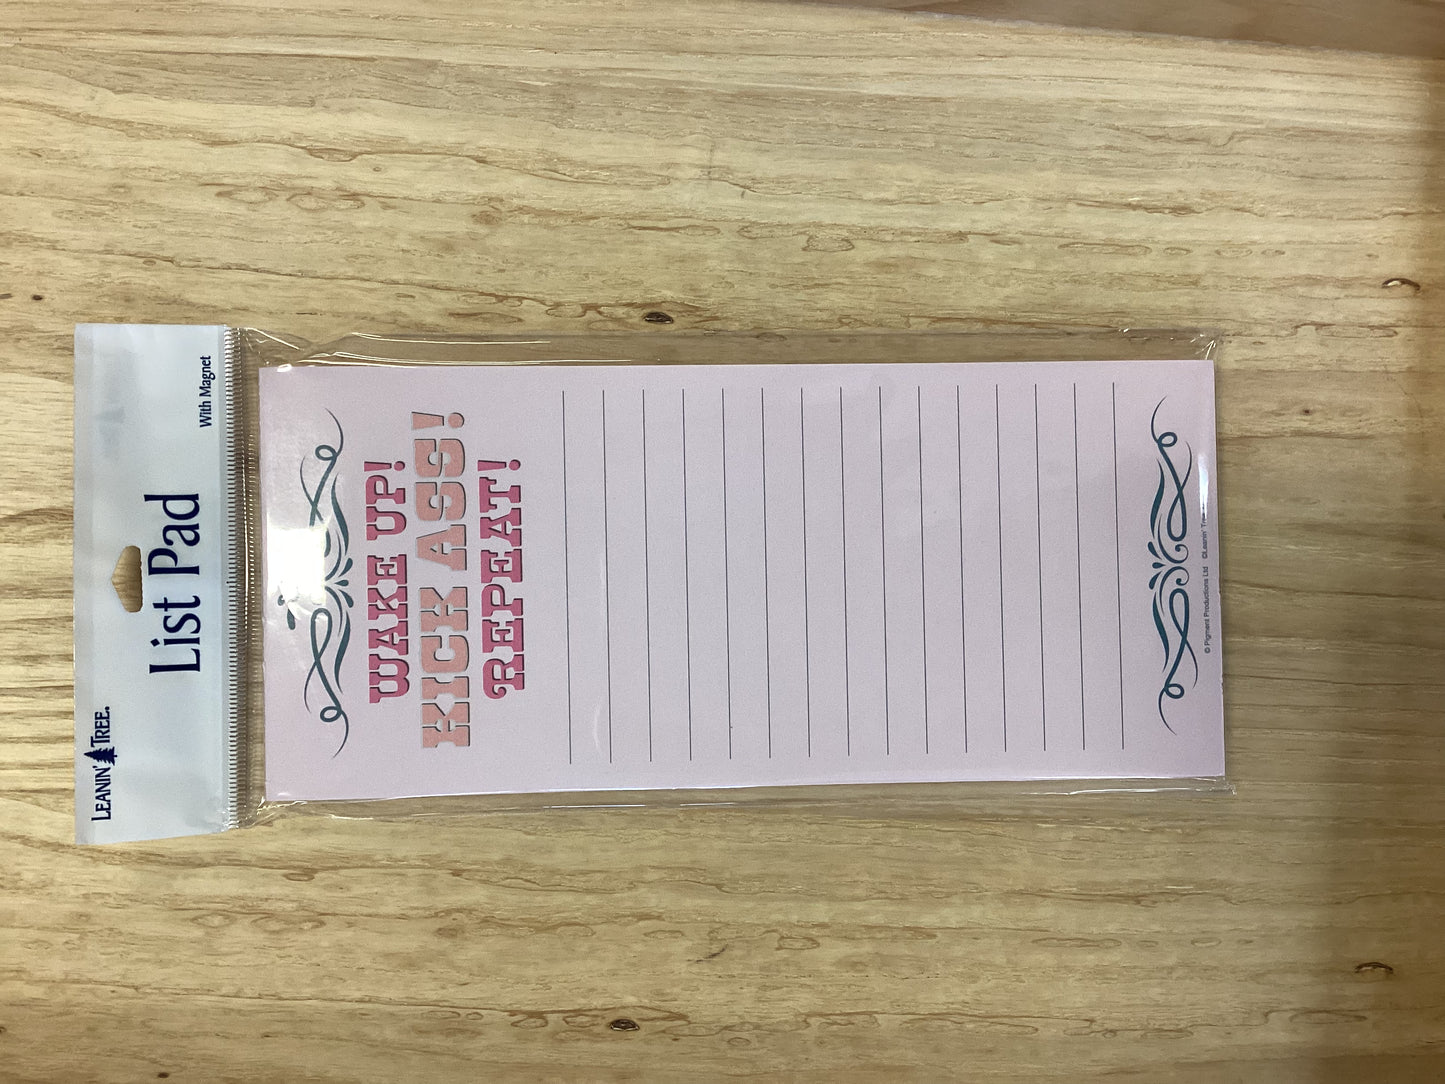 LEANIN' TREE®
List Pad
With Magnet
WAKE UP!
KICK ASS!
REPEAT!
© Pigment Productions Ltd ©Leanin' Tree